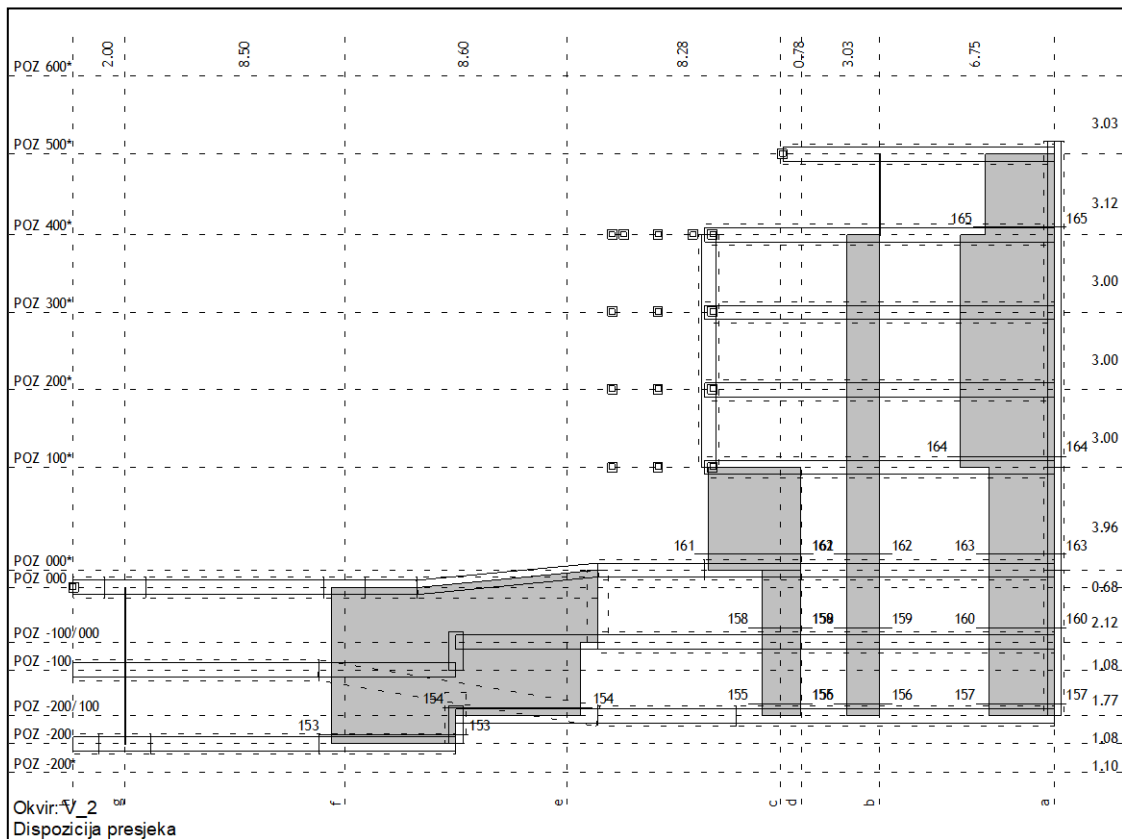 2.00 8.50 8.60 8.28 0.78 3.03 6.75
POZ 600*
3.03
POZ 500*
3.12
POZ 400*
165 165
3.00
POZ 300*
3.00
POZ 200*
3.00
POZ 100*
164 164
3.96
161 162 163 163
POZ 000*
POZ 000
0.68
158 159 160 160
2.12
POZ -100/000
POZ -100
1.08
154 154 155 156 157 157
1.77
POZ -200/100
153 153
POZ -200
1.08
POZ -200*
1.10
g f e c d b a
Okvir: V_2
Dispozicija presjeka